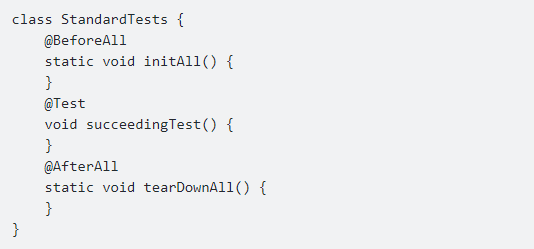 class StandardTests {
    @BeforeAll
    static void initAll() {
    }
    @Test
    void succeedingTest() {
    }
    @AfterAll
    static void tearDownAll() {
    }
}